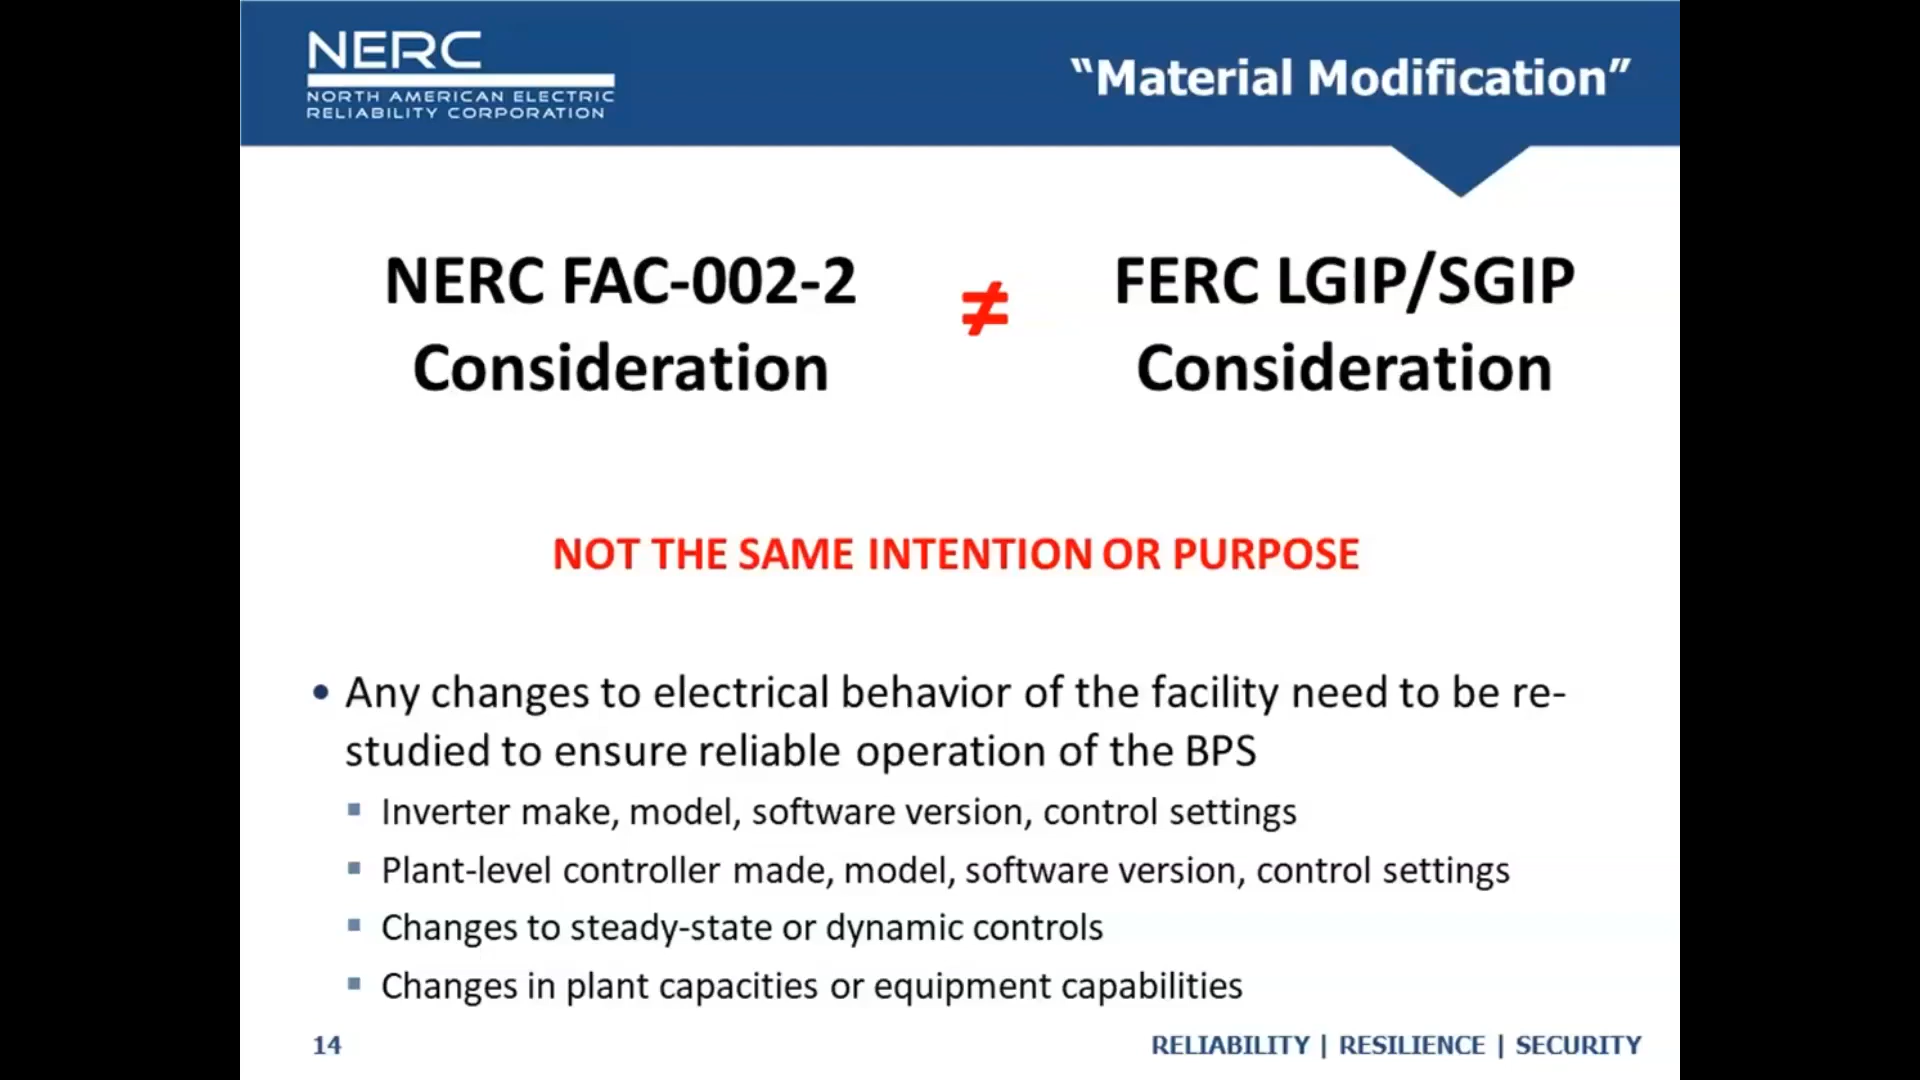 NERC
NORTH AMERICAN ELECTRIC
RELIABILITY CORPORATION
“Material Modification”
NERC FAC-002-2
Consideration
≠
FERC LGIP/SGIP
Consideration
NOT THE SAME INTENTION OR PURPOSE
• Any changes to electrical behavior of the facility need to be re-
studied to ensure reliable operation of the BPS
▪ Inverter make, model, software version, control settings
▪ Plant-level controller made, model, software version, control settings
▪ Changes to steady-state or dynamic controls
▪ Changes in plant capacities or equipment capabilities
14
RELIABILITY | RESILIENCE | SECURITY